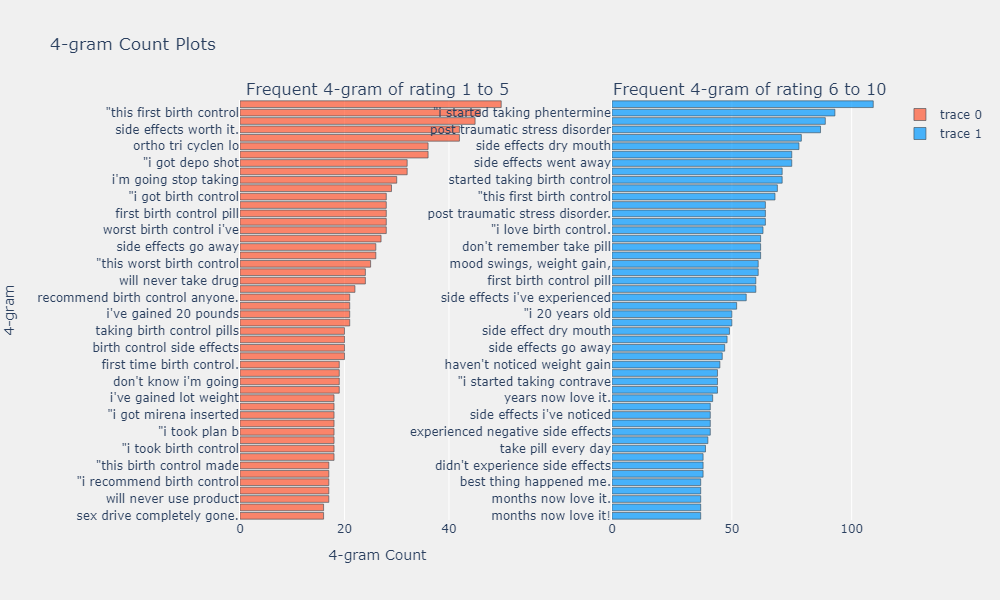 4-gram Count Plots
Frequent 4-gram of rating 1 to 5
"this first birth control
side effects worth it.
ortho tri cyclen lo
"i got depo shot
i'm going stop taking
"i got birth control
first birth control pill
worst birth control i've
side effects go away
"this worst birth control
will never take drug
recommend birth control anyone.
i've gained 20 pounds
taking birth control pills
birth control side effects
first time birth control.
don't know i'm going
i've gained lot weight
"i got mirena inserted
"i took plan b
"i took birth control
"this birth control made
"i recommend birth control
will never use product
sex drive completely gone.
0 20 40
4-gram Count
4-gram
Frequent 4-gram of rating 6 to 10
"i started taking phentermine
post traumatic stress disorder
side effects dry mouth
side effects went away
started taking birth control
"this first birth control
post traumatic stress disorder.
"i love birth control.
don't remember take pill
mood swings, weight gain,
first birth control pill
side effects i've experienced
"i 20 years old
side effect dry mouth
side effects go away
haven't noticed weight gain
"i started taking contrave
years now love it.
side effects i've noticed
experienced negative side effects
take pill every day
didn't experience side effects
best thing happened me.
months now love it.
months now love it!
0 50 100
trace 0
trace 1